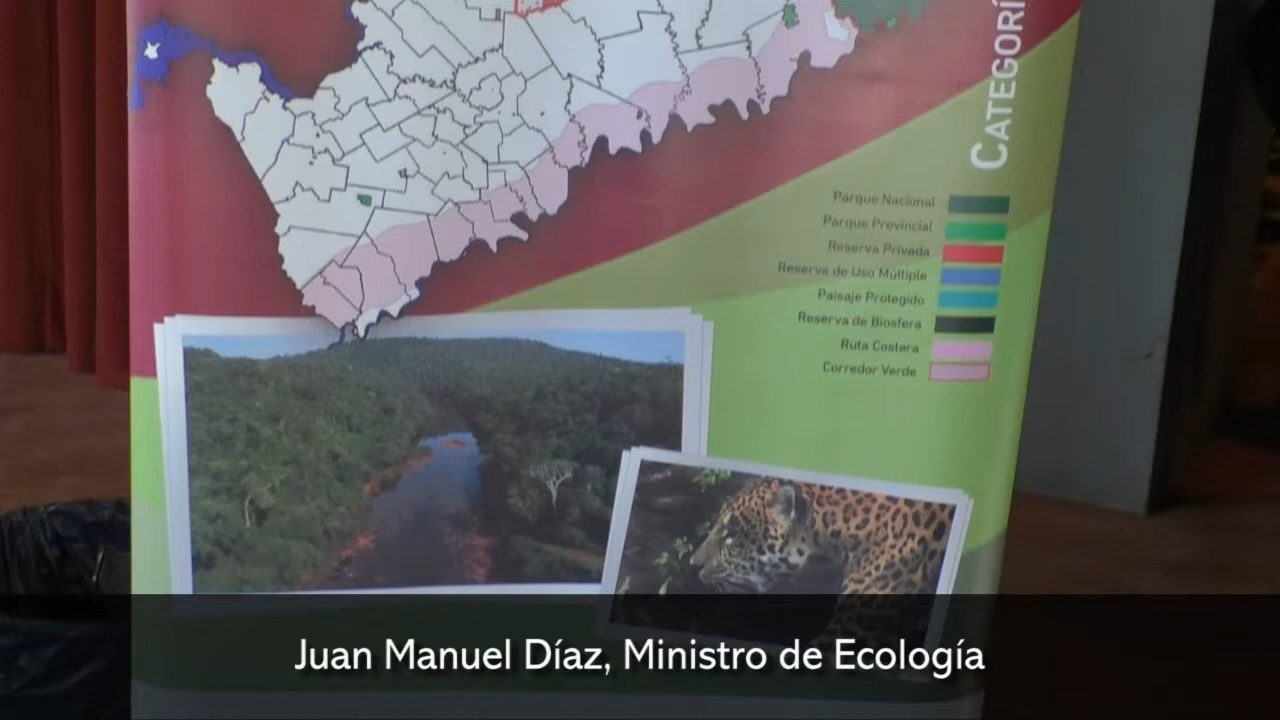 CATEGORÍ
Parque Nacional
Parque Provincial
Reserva Privada
Reserva de Uso Múltiple
Paisaje Protegido
Reserva de Biosfera
Ruta Costera
Corredor Verde
Juan Manuel Díaz, Ministro de Ecología